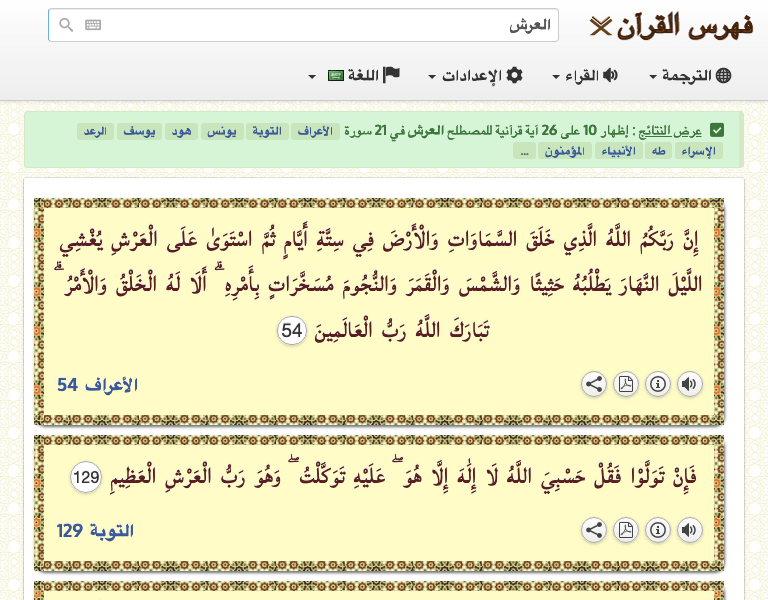 فهرس القرآن
العرش
الترجمة القراء الإعدادات اللغة
عرض النتائج : إظهار 10 على 26 آية قرآنية للمصطلح العرش في 21 سورة الأعراف التوبة يونس هود يوسف الرعد
الإسراء طه الأنبياء المؤمنون ...
إِنَّ رَبَّكُمُ اللَّهُ الَّذِي خَلَقَ السَّمَاوَاتِ وَالْأَرْضَ فِي سِتَّةِ أَيَّامٍ ثُمَّ اسْتَوَىٰ عَلَى الْعَرْشِ يُغْشِي
اللَّيْلَ النَّهَارَ يَطْلُبُهُ حَثِيثًا وَالشَّمْسَ وَالْقَمَرَ وَالنُّجُومَ مُسَخَّرَاتٍ بِأَمْرِهِ ۗ أَلَا لَهُ الْخَلْقُ وَالْأَمْرُ ۗ
تَبَارَكَ اللَّهُ رَبُّ الْعَالَمِينَ 54
الأعراف 54
فَإِنْ تَوَلَّوْا فَقُلْ حَسْبِيَ اللَّهُ لَا إِلَٰهَ إِلَّا هُوَ ۖ عَلَيْهِ تَوَكَّلْتُ ۖ وَهُوَ رَبُّ الْعَرْشِ الْعَظِيمِ 129
التوبة 129